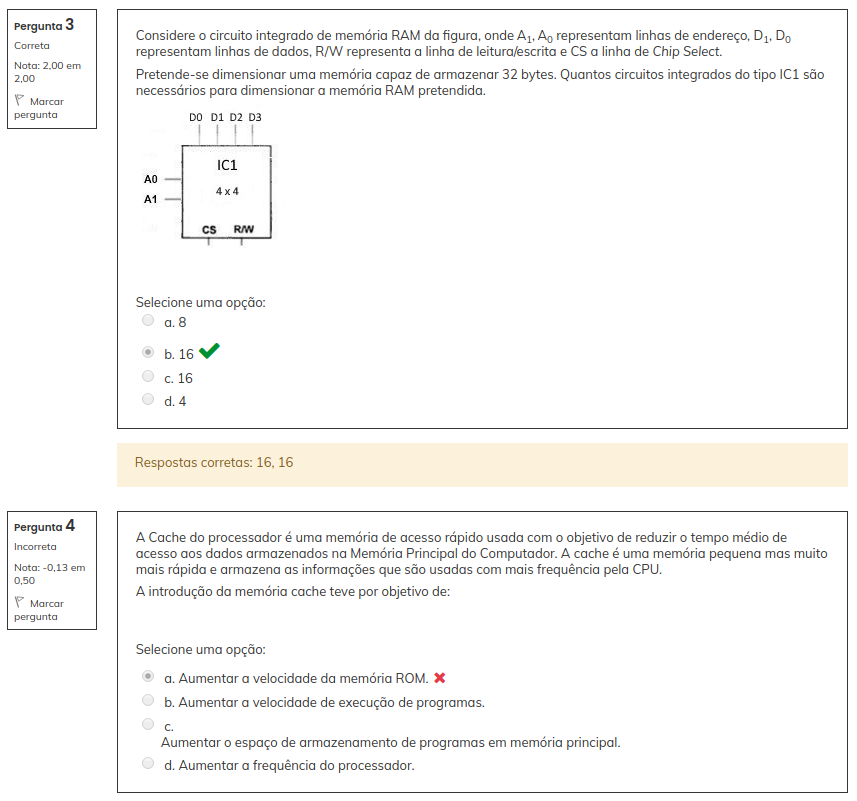 Pergunta 3
Correta
Nota: 2,00 em
2,00
Marcar
pergunta
Considere o circuito integrado de memória RAM da figura, onde A1, A0 representam linhas de endereço, D1, D0
representam linhas de dados, R/W representa a linha de leitura/escrita e CS a linha de Chip Select.
Pretende-se dimensionar uma memória capaz de armazenar 32 bytes. Quantos circuitos integrados do tipo IC1 são
necessários para dimensionar a memória RAM pretendida.
D0 D1 D2 D3
IC1
A0
4 x 4
A1
CS R/W
Selecione uma opção:
a. 8
b. 16
c. 16
d. 4
Respostas corretas: 16, 16
Pergunta 4
Incorreta
Nota: -0,13 em
0,50
Marcar
pergunta
A Cache do processador é uma memória de acesso rápido usada com o objetivo de reduzir o tempo médio de
acesso aos dados armazenados na Memória Principal do Computador. A cache é uma memória pequena mas muito
mais rápida e armazena as informações que são usadas com mais frequência pela CPU.
A introdução da memória cache teve por objetivo de:
Selecione uma opção:
a. Aumentar a velocidade da memória ROM.
b. Aumentar a velocidade de execução de programas.
c.
Aumentar o espaço de armazenamento de programas em memória principal.
d. Aumentar a frequência do processador.